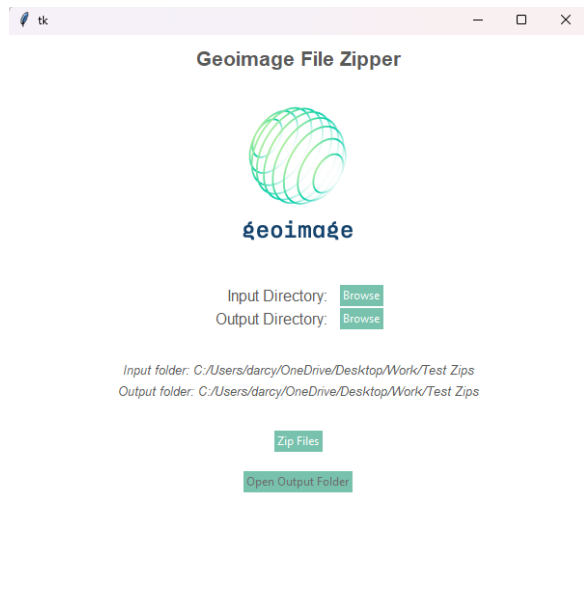 tk
Geoimage File Zipper
geoimage
Input Directory: Browse
Output Directory: Browse
Input folder: C:/Users/darcy/OneDrive/Desktop/Work/Test Zips
Output folder: C:/Users/darcy/OneDrive/Desktop/Work/Test Zips
Zip Files
Open Output Folder